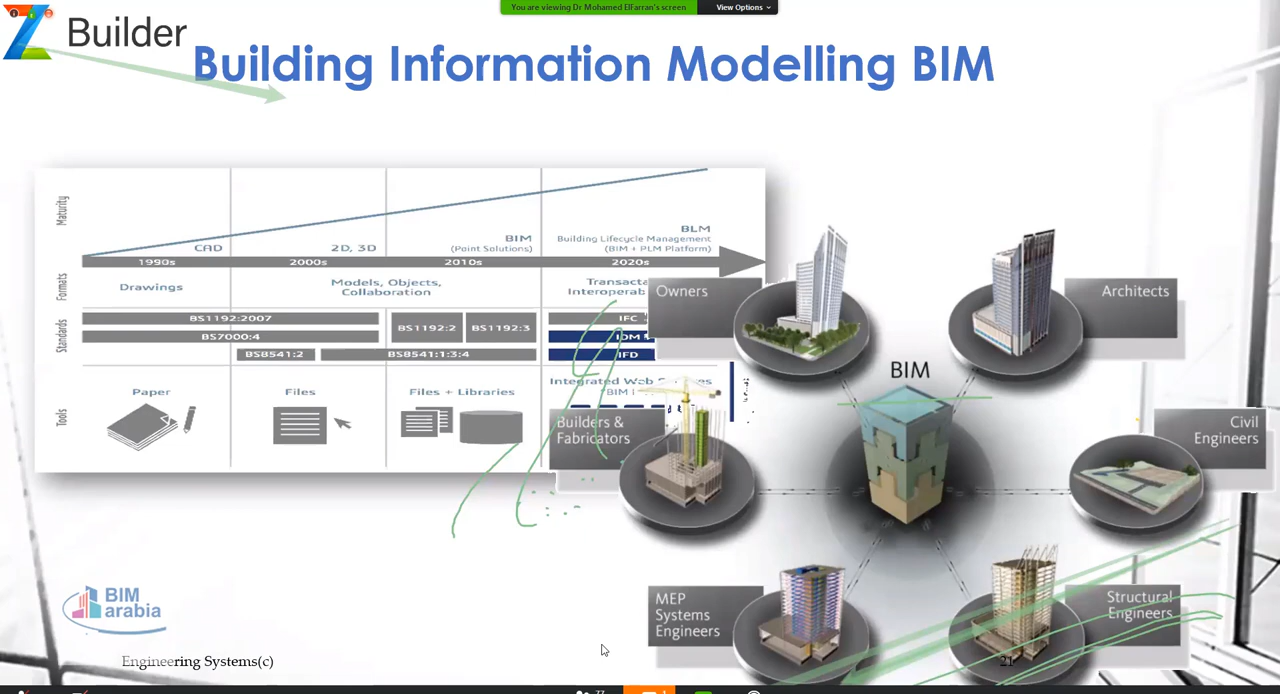 You are viewing Dr Mohamed ElFarran's screen
View Options
Builder
Building Information Modelling BIM
Maturity
CAD
2D, 3D
BIM
(Point Solutions)
BLM
Building Lifecycle Management
(BIM + PLM Platform)
1990s
2000s
2010s
2020s
Formats
Drawings
Models, Objects,
Collaboration
Standards
BS1192:2007
BS7000:4
BS8541:2
BS1192:2
BS1192:3
BS8541:1:3:4
IFC
IDM
IFD
Tools
Paper
Files
Files + Libraries
Integrated Web
Owners
Architects
BIM
Builders &
Fabricators
Civil
Engineers
MEP
Systems
Engineers
Structural
Engineers
BIM
arabia
Engineering Systems(c)
21